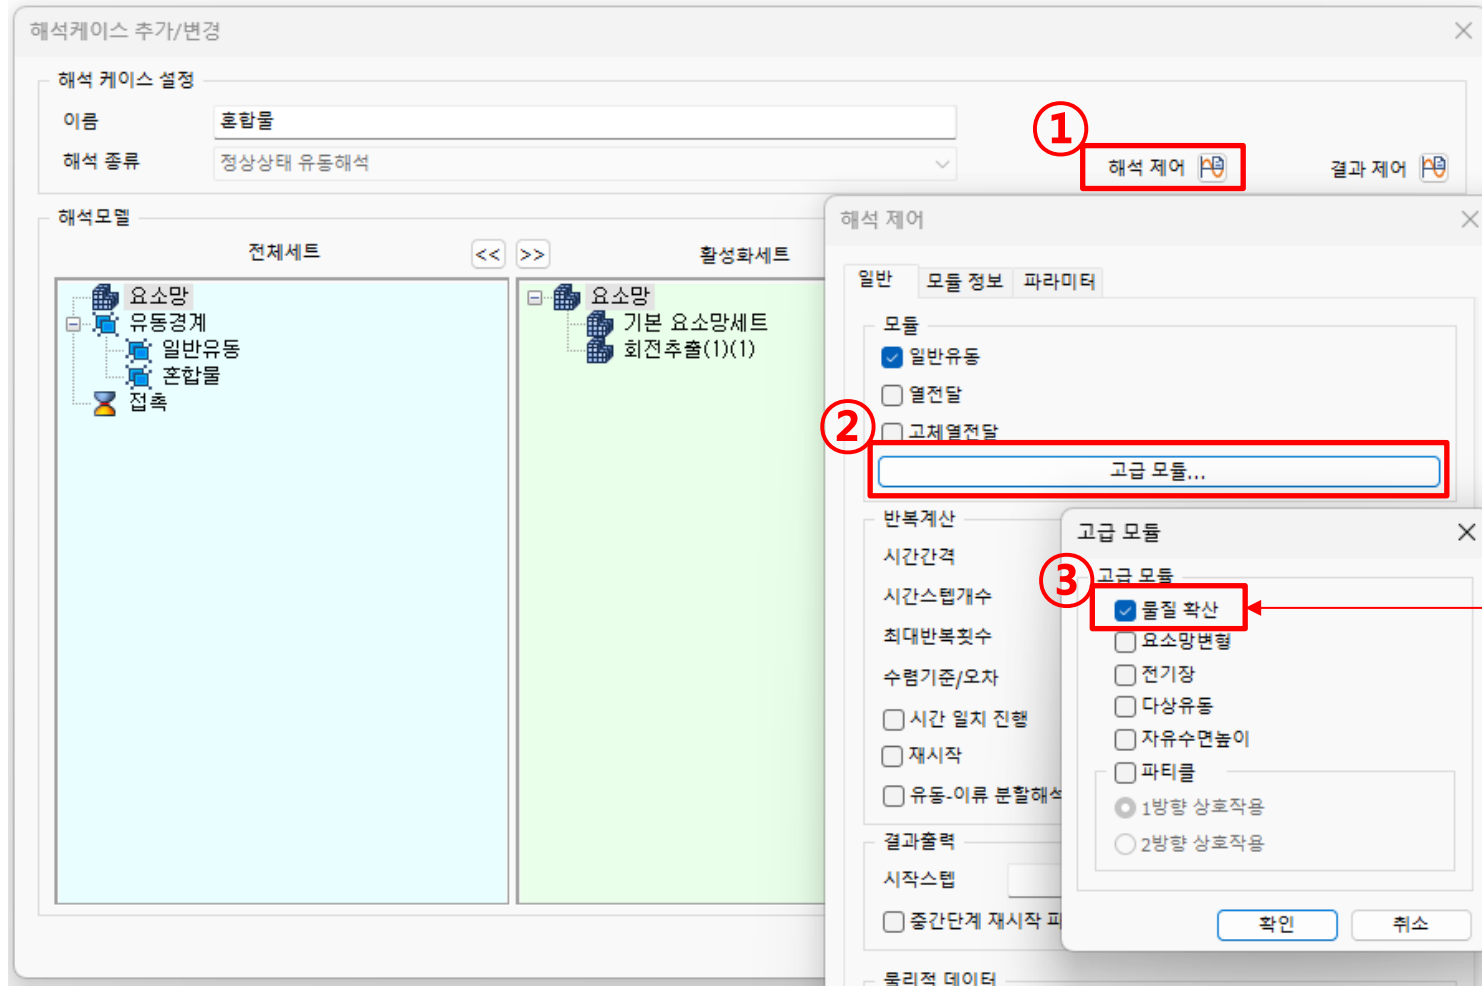 해석케이스 추가/변경
해석 케이스 설정
이름
혼합물
해석 종류
정상상태 유동해석
①
해석 제어
결과 제어
해석모델
전체세트
<<
>>
활성화세트
요소망
유동경계
일반유동
혼합물
접촉
요소망
기본 요소망세트
회전추출(1)(1)
해석 제어
일반
모듈 정보
파라미터
모듈
일반유동
열전달
②
고체열전달
고급 모듈...
반복계산
시간간격
시간스텝개수
최대반복횟수
수렴기준/오차
시간 일치 진행
재시작
유동-이류 분할해석
결과출력
시작스텝
중간단계 재시작 파
물리적 데이터
고급 모듈
③
고급 모듈
물질 확산
요소망변형
전기장
다상유동
자유수면높이
파티클
1방향 상호작용
2방향 상호작용
확인
취소